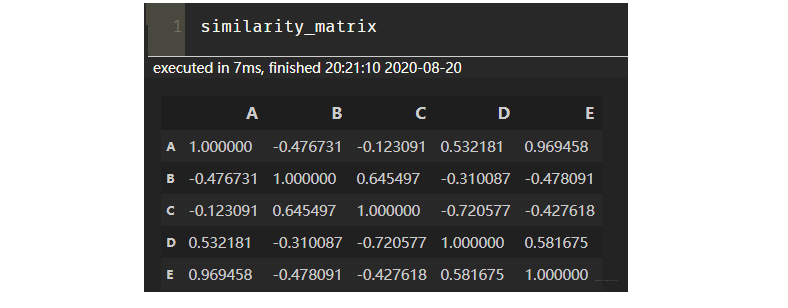 1 similarity_matrix
executed in 7ms, finished 20:21:10 2020-08-20
A B C D E
A 1.000000 -0.476731 -0.123091 0.532181 0.969458
B -0.476731 1.000000 0.645497 -0.310087 -0.478091
C -0.123091 0.645497 1.000000 -0.720577 -0.427618
D 0.532181 -0.310087 -0.720577 1.000000 0.581675
E 0.969458 -0.478091 -0.427618 0.581675 1.000000